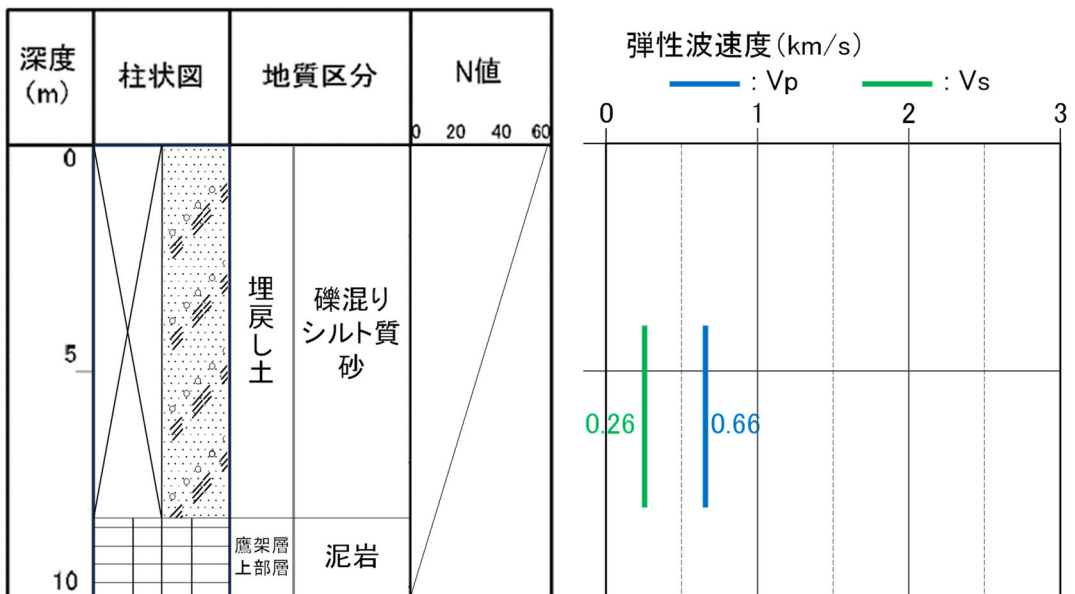 深度
(m)
柱状図
地質区分
N値
0 20 40 60
弾性波速度(km/s)
: Vp : Vs
0 1 2 3
0
5
10
埋戻し土
礫混り
シルト質
砂
鷹架層
上部層
泥岩
0.26
0.66